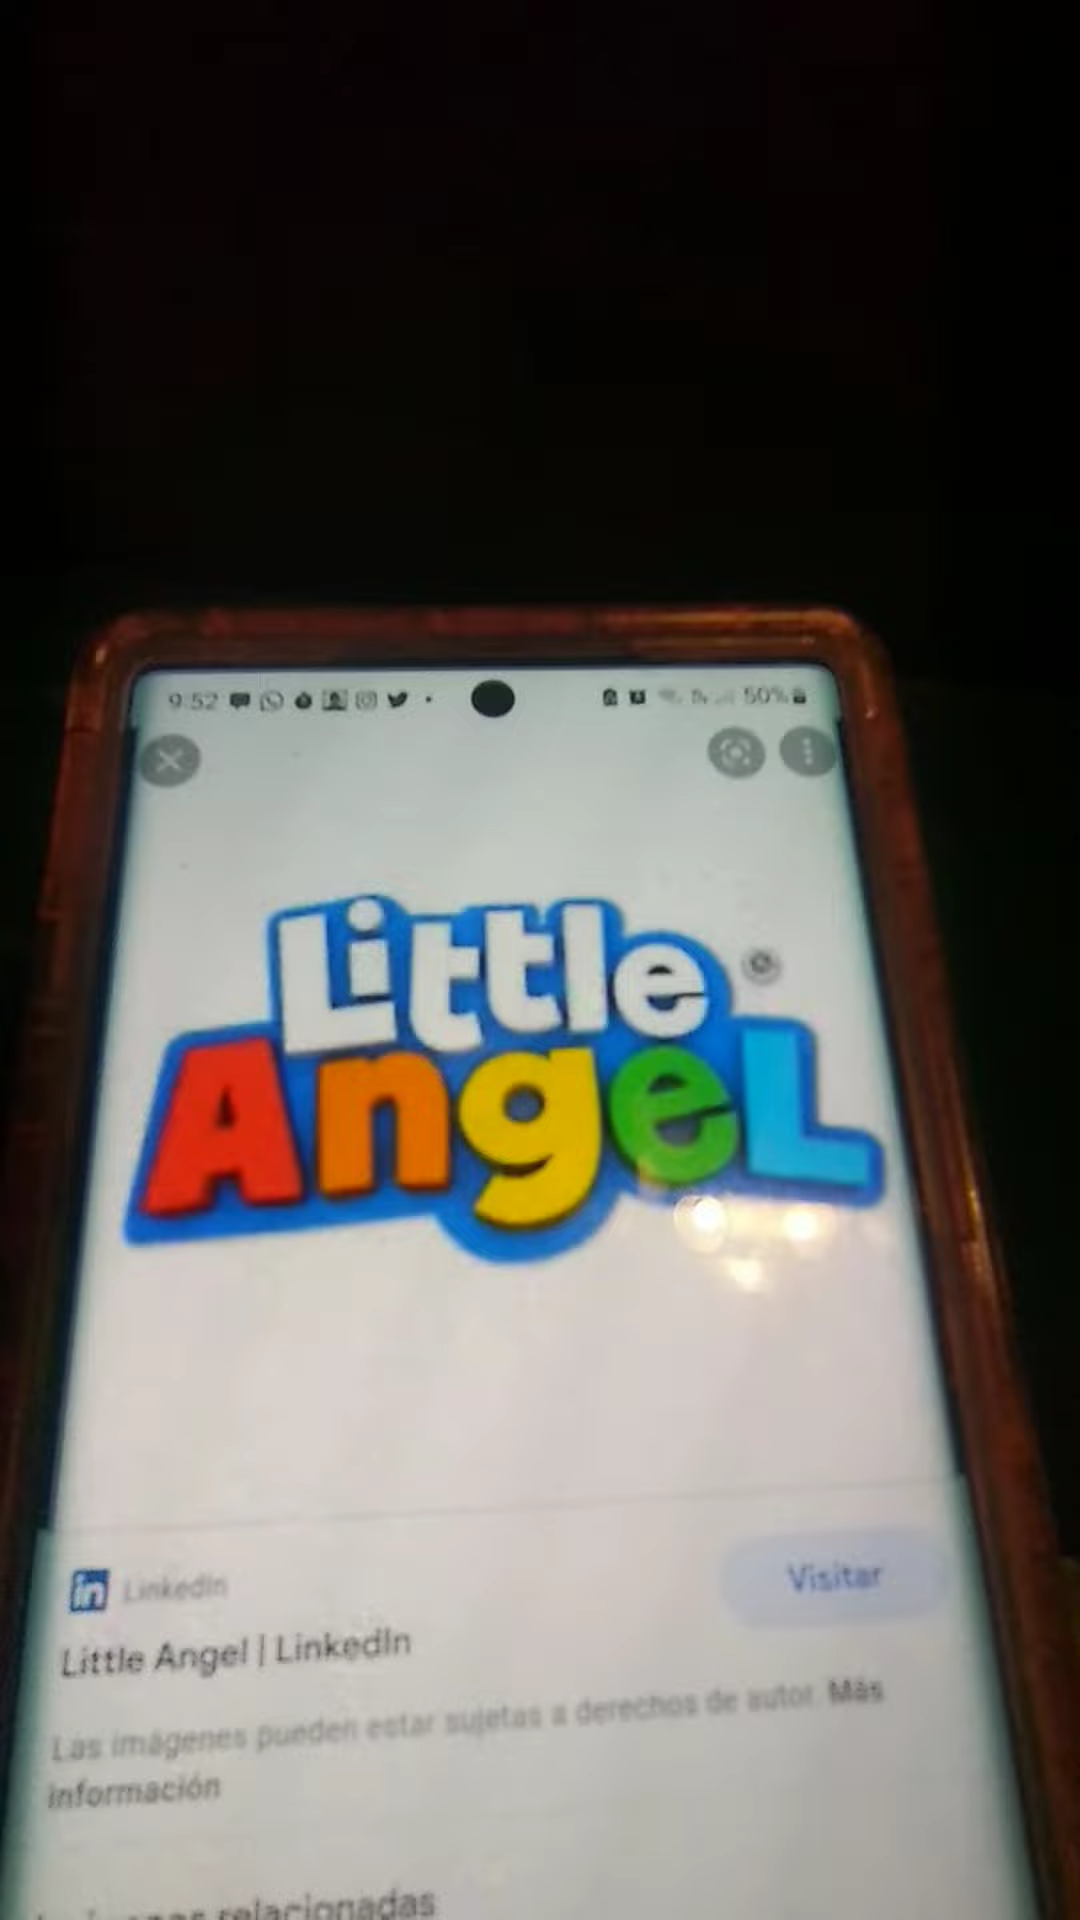 9:52 50%
Little
AngeL
LinkedIn
Visitar
Little Angel | LinkedIn
Las imágenes pueden estar sujetas a derechos de autor. Más
información
relacionadas